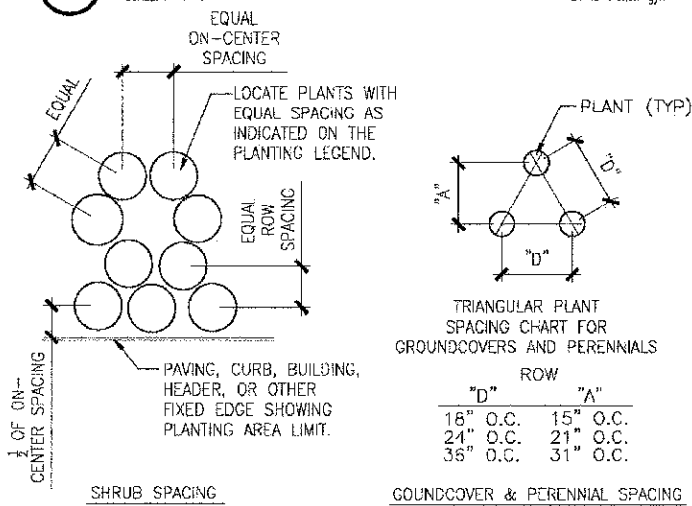 EQUAL
ON-CENTER
SPACING
EQUAL
LOCATE PLANTS WITH
EQUAL SPACING AS
INDICATED ON THE
PLANTING LEGEND.
EQUAL
ROW
SPACING
1/2 OF ON-
CENTER SPACING
PAVING, CURB, BUILDING,
HEADER, OR OTHER
FIXED EDGE SHOWING
PLANTING AREA LIMIT.
SHRUB SPACING
PLANT (TYP)
"A"
"D"
"D"
TRIANGULAR PLANT
SPACING CHART FOR
GROUNDCOVERS AND PERENNIALS
ROW
"D" "A"
18" O.C. 15" O.C.
24" O.C. 21" O.C.
36" O.C. 31" O.C.
GOUNDCOVER & PERENNIAL SPACING